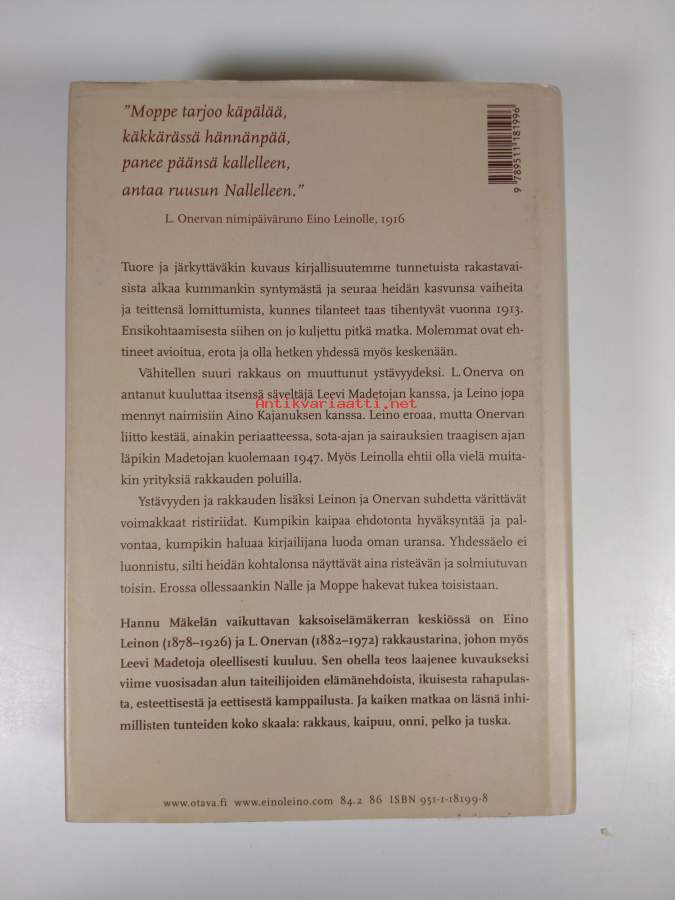 "Moppe tarjoo käpälää,
käkkärässä hännänpää,
panee päänsä kallelleen,
antaa ruusun Nallelleen."
L. Onervan nimipäiväruno Eino Leinolle, 1916
9 789511 181996
Tuore ja järkyttäväkin kuvaus kirjallisuutemme tunnetuista rakastavai-
sista alkaa kummankin syntymästä ja seuraa heidän kasvunsa vaiheita
ja teittensä lomittumista, kunnes tilanteet taas tihentyvät vuonna 1913.
Ensikohtaamisesta siihen on jo kuljettu pitkä matka. Molemmat ovat eh-
tineet avioitua, erota ja olla hetken yhdessä myös keskenään.
Vähitellen suuri rakkaus on muuttunut ystävyydeksi. L. Onerva on
antanut kuuluttaa itsensä säveltäjä Leevi Madetojan kanssa, ja Leino jopa
Antikvariaatti.net
mennyt naimisiin Aino Kajanuksen kanssa. Leino eroaa, mutta Onervan
liitto kestää, ainakin periaatteessa, sota-ajan ja sairauksien traagisen ajan
läpikin Madetojan kuolemaan 1947. Myös Leinolla ehtii olla vielä muita-
kin yrityksiä rakkauden poluilla.
Ystävyyden ja rakkauden lisäksi Leinon ja Onervan suhdetta värittävät
voimakkaat ristiriidat. Kumpikin kaipaa ehdotonta hyväksyntää ja pal-
vontaa, kumpikin haluaa kirjailijana luoda oman uransa. Yhdessäelo ei
luonnistu, silti heidän kohtalonsa näyttävät aina risteävän ja solmiutuvan
toisin. Erossa ollessaankin Nalle ja Moppe hakevat tukea toisistaan.
Hannu Mäkelän vaikuttavan kaksoiselämäkerran keskiössä on Eino
Leinon (1878–1926) ja L. Onervan (1882–1972) rakkaustarina, johon myös
Leevi Madetoja oleellisesti kuuluu. Sen ohella teos laajenee kuvaukseksi
viime vuosisadan alun taiteilijoiden elämänehdoista, ikuisesta rahapulas-
ta, esteettisestä ja eettisestä kamppailusta. Ja kaiken matkaa on läsnä inhi-
millisten tunteiden koko skaala: rakkaus, kaipuu, onni, pelko ja tuska.
www.otava.fi www.einoleino.com 84.2 86 ISBN 951-1-18199-8